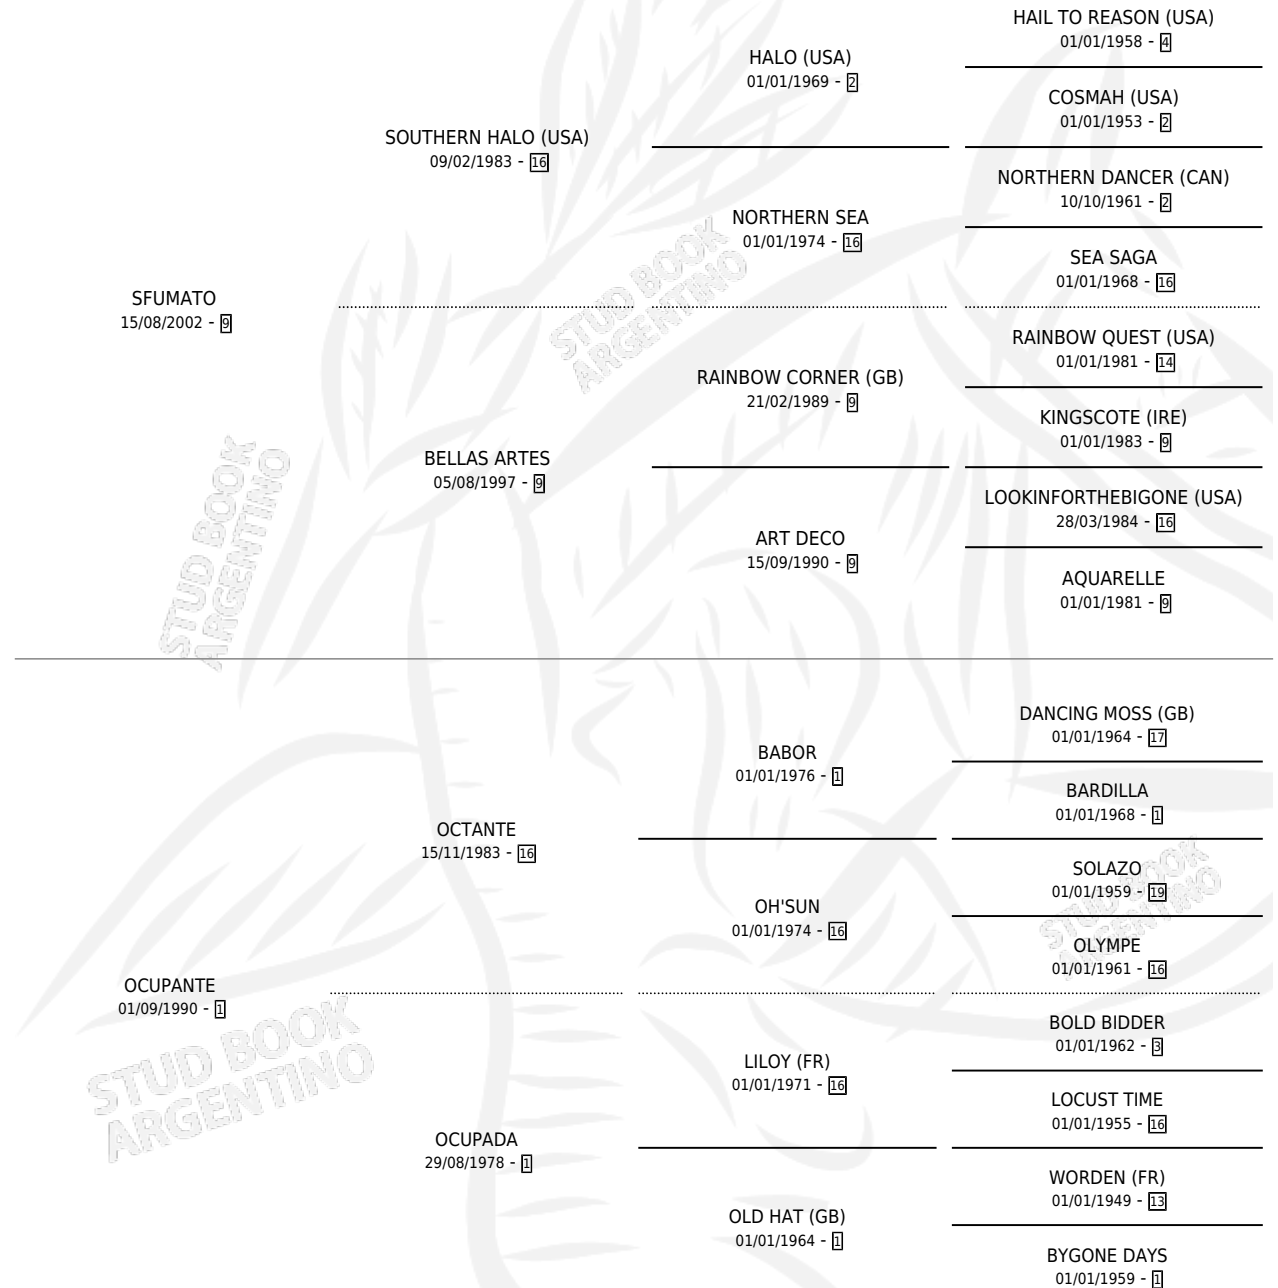 HAIL TO REASON (USA)
01/01/1958 - 4
HALO (USA)
01/01/1969 - 2
COSMAH (USA)
01/01/1953 - 2
SOUTHERN HALO (USA)
09/02/1983 - 16
NORTHERN DANCER (CAN)
10/10/1961 - 2
NORTHERN SEA
01/01/1974 - 16
SEA SAGA
01/01/1968 - 16
SFUMATO
15/08/2002 - 9
RAINBOW QUEST (USA)
01/01/1981 - 14
RAINBOW CORNER (GB)
21/02/1989 - 9
KINGSCOTE (IRE)
01/01/1983 - 9
BELLAS ARTES
05/08/1997 - 9
LOOKINFORTHEBIGONE (USA)
28/03/1984 - 16
ART DECO
15/09/1990 - 9
AQUARELLE
01/01/1981 - 9
DANCING MOSS (GB)
01/01/1964 - 17
BABOR
01/01/1976 - 1
BARDILLA
01/01/1968 - 1
OCTANTE
15/11/1983 - 16
SOLAZO
01/01/1959 - 19
OH'SUN
01/01/1974 - 16
OLYMPE
01/01/1961 - 16
OCUPANTE
01/09/1990 - 1
BOLD BIDDER
01/01/1962 - 3
LILOY (FR)
01/01/1971 - 16
LOCUST TIME
01/01/1955 - 16
OCUPADA
29/08/1978 - 1
WORDEN (FR)
01/01/1949 - 13
OLD HAT (GB)
01/01/1964 - 1
BYGONE DAYS
01/01/1959 - 1
STUD BOOK
ARGENTINO
STUD BOOK
ARGENTINO
STUD BOOK
ARGENTINO
STUD BOOK
ARGENTINO